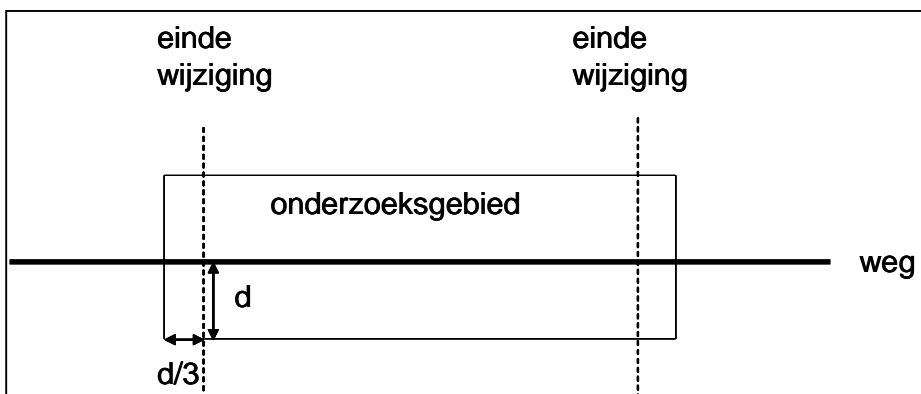 einde
wijziging
einde
wijziging
onderzoeksgebied
weg
d
d/3